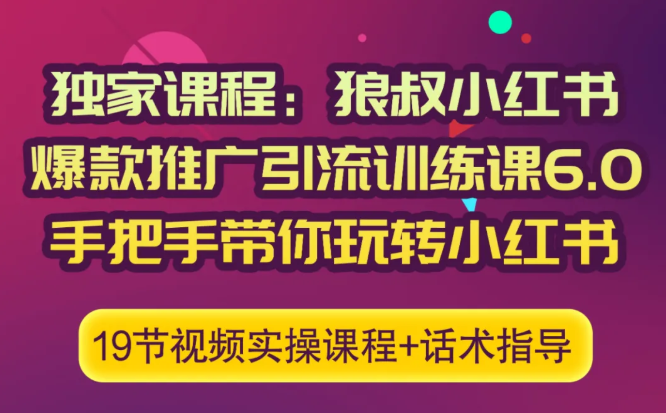 独家课程：狼叔小红书
爆款推广引流训练课6.0
手把手带你玩转小红书
19节视频实操课程+话术指导